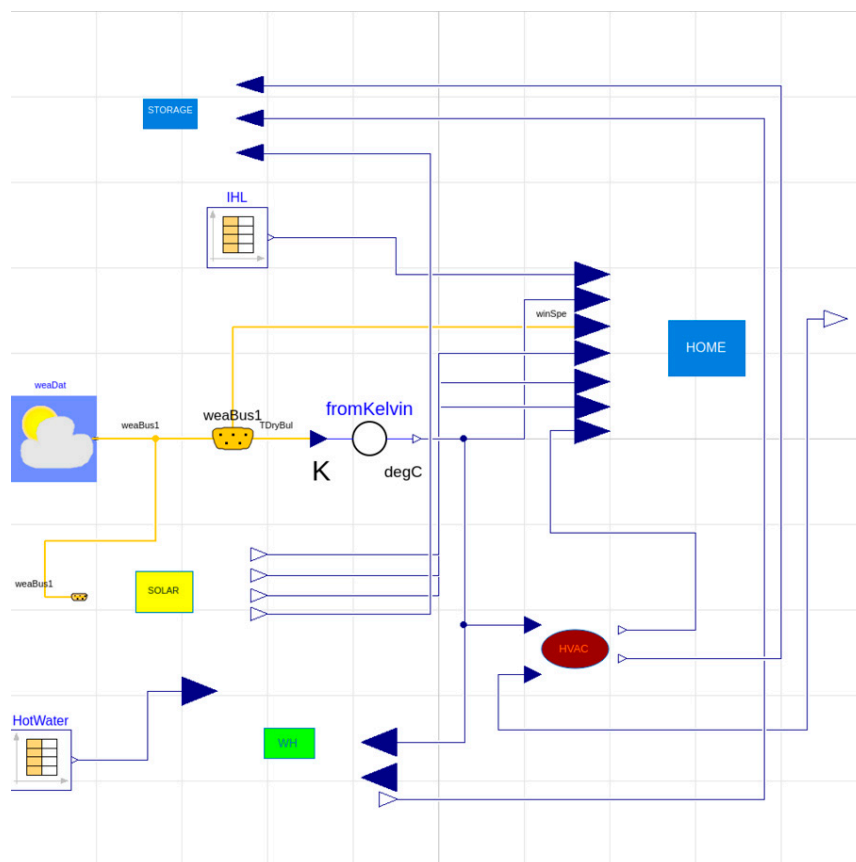 STORAGE
IHL
winSpe
HOME
weaDat
fromKelvin
weaBus1
weaBus1
TDryBul
K
degC
weaBus1
SOLAR
HVAC
HotWater
WH